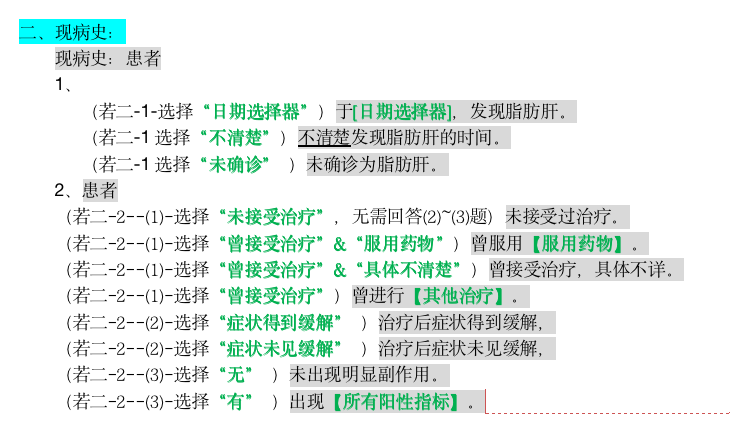 二、现病史：
现病史：患者
1、
（若二-1-选择“日期选择器”）于[日期选择器]，发现脂肪肝。
（若二-1 选择“不清楚”）不清楚发现脂肪肝的时间。
（若二-1 选择“未确诊” ）未确诊为脂肪肝。
2、患者
（若二-2--(1)-选择“未接受治疗”，无需回答(2)~(3)题）未接受过治疗。
（若二-2--(1)-选择“曾接受治疗”&“服用药物”）曾服用【服用药物】。
（若二-2--(1)-选择“曾接受治疗”&“具体不清楚”）曾接受治疗，具体不详。
（若二-2--(1)-选择“曾接受治疗”）曾进行【其他治疗】。
（若二-2--(2)-选择“症状得到缓解” ）治疗后症状得到缓解，
（若二-2--(2)-选择“症状未见缓解” ）治疗后症状未见缓解，
（若二-2--(3)-选择“无” ）未出现明显副作用。
（若二-2--(3)-选择“有” ）出现【所有阳性指标】。